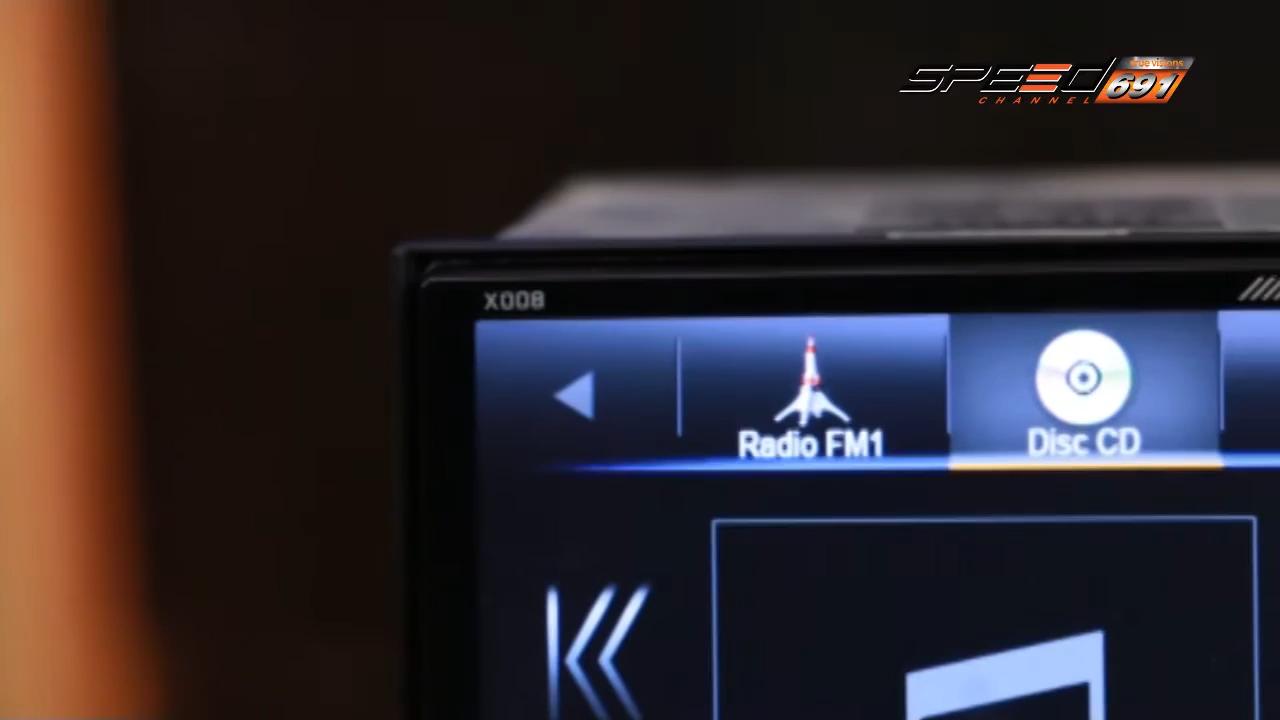 SPEED
CHANNEL
true visions
691
X008
Radio FM1
Disc CD